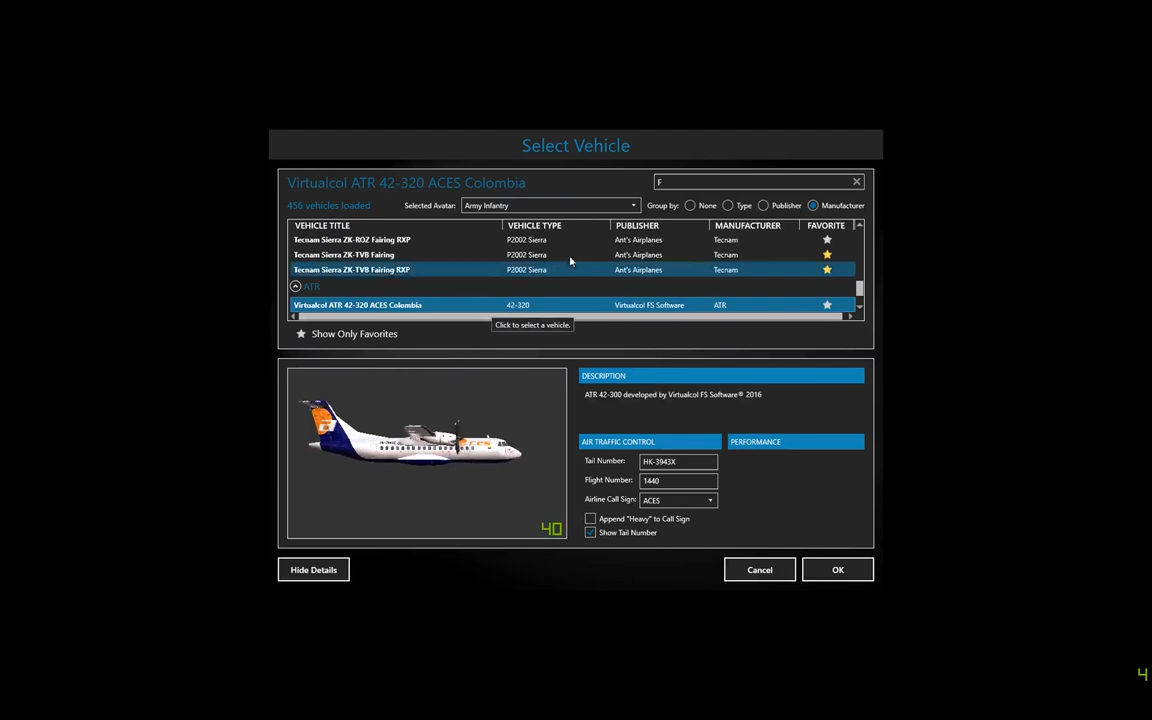 Select Vehicle
Virtualcol ATR 42-320 ACES Colombia
F
456 vehicles loaded
Selected Avatar: Army Infantry
Group by: None Type Publisher Manufacturer
VEHICLE TITLE VEHICLE TYPE PUBLISHER MANUFACTURER FAVORITE
Tecnam Sierra ZK-ROZ Fairing RXP P2002 Sierra Ant's Airplanes Tecnam
Tecnam Sierra ZK-TVB Fairing P2002 Sierra Ant's Airplanes Tecnam
Tecnam Sierra ZK-TVB Fairing RXP P2002 Sierra Ant's Airplanes Tecnam
ATR
Virtualcol ATR 42-320 ACES Colombia 42-320 Virtualcol FS Software ATR
Click to select a vehicle.
Show Only Favorites
DESCRIPTION
ATR 42-300 developed by Virtualcol FS Software® 2016
AIR TRAFFIC CONTROL PERFORMANCE
Tail Number: HK-3943X
Flight Number: 1440
Airline Call Sign: ACES
Append "Heavy" to Call Sign
Show Tail Number
40
Hide Details Cancel OK
4